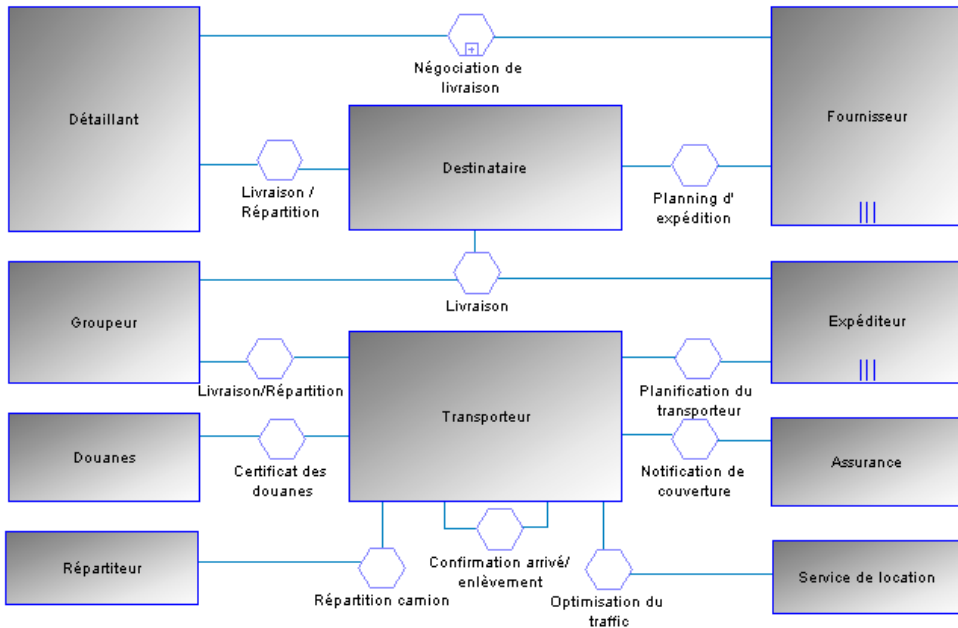 Négociation de
livraison
Détaillant
Fournisseur
Destinataire
Livraison /
Répartition
Planning d'
expédition
Livraison
Groupeur
Expéditeur
Livraison/Répartition
Planification du
transporteur
Transporteur
Douanes
Certificat des
douanes
Notification de
couverture
Assurance
Répartiteur
Répartition camion
Confirmation arrivé/
enlèvement
Optimisation du
traffic
Service de location